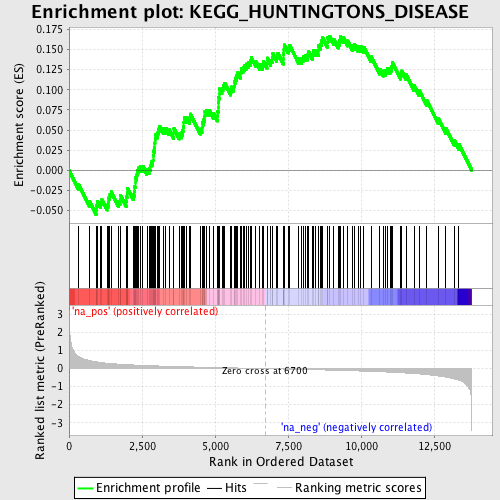 Enrichment plot: KEGG_HUNTINGTONS_DISEASE
Enrichment score (ES)
0.175
0.150
0.125
0.100
0.075
0.050
0.025
0.000
-0.025
-0.050
'na_pos' (positively correlated)
Ranked list metric (PreRanked)
3
2
1
0
-1
-2
-3
Zero cross at 6700
'na_neg' (negatively correlated)
0 2,500 5,000 7,500 10,000 12,500
Rank in Ordered Dataset
Enrichment profile Hits Ranking metric scores